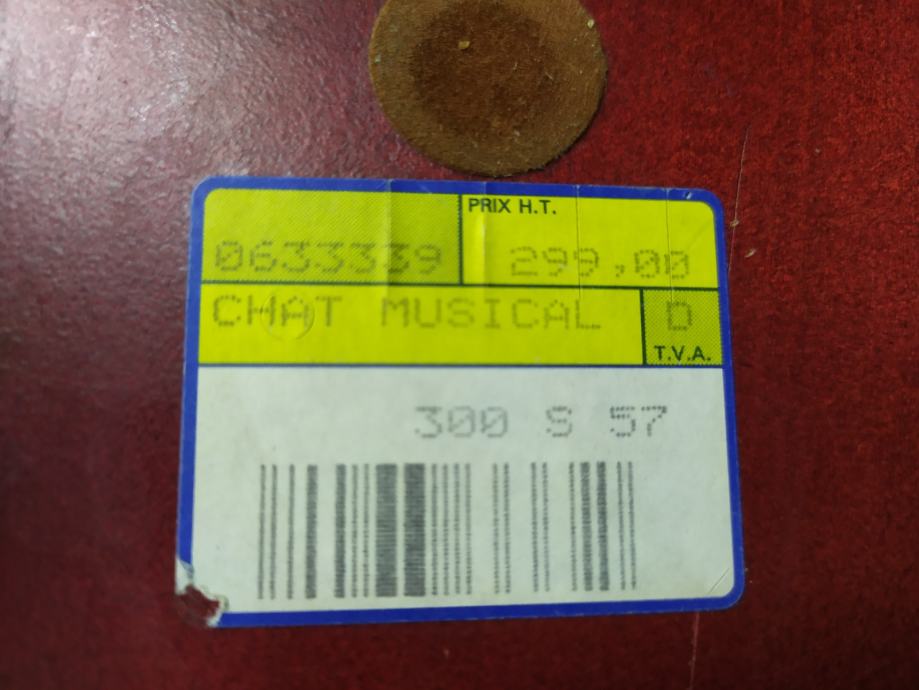 PRIX H.T.
0633339 299,00
CHAT MUSICAL D
T.V.A.
300 S 57